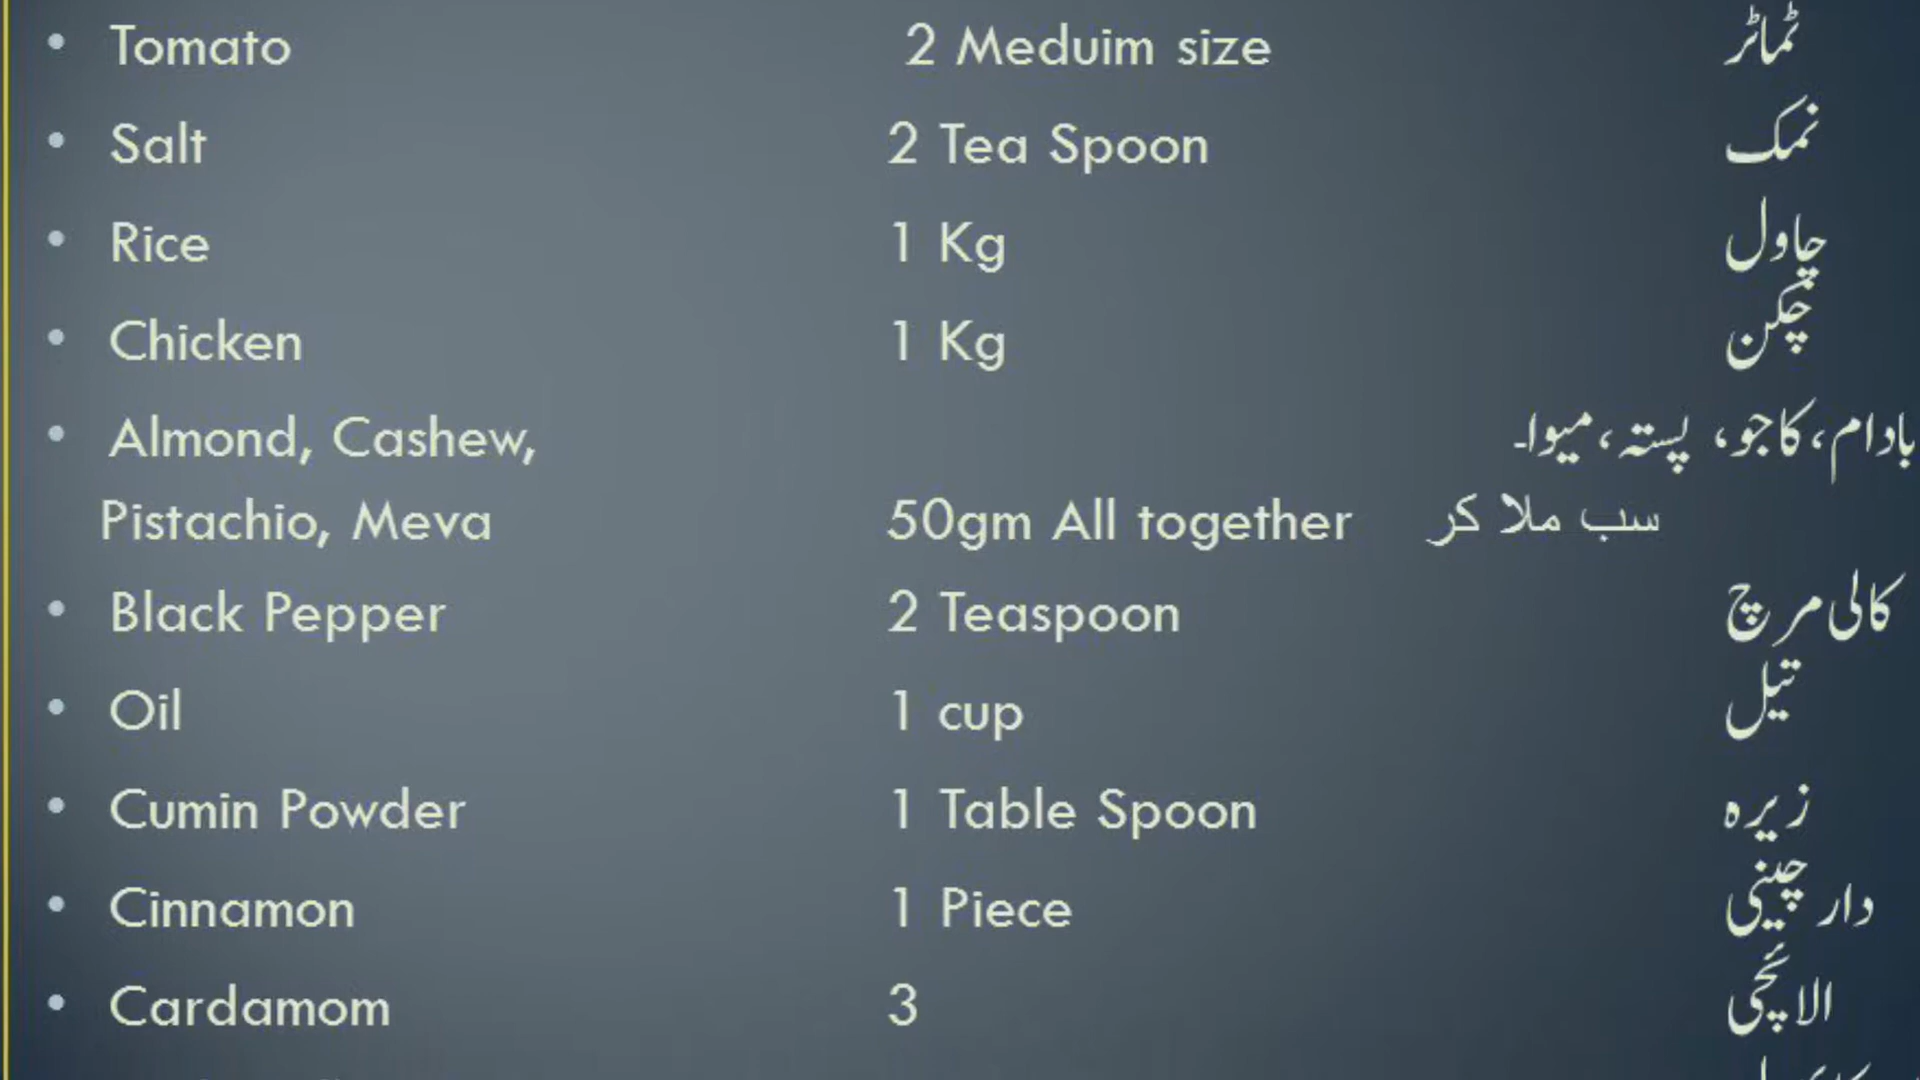 • Tomato 2 Meduim size ٹماٹر
• Salt 2 Tea Spoon نمک
• Rice 1 Kg چاول
• Chicken 1 Kg چکن
• Almond, Cashew, بادام، کاجو، پستہ، میوا۔
Pistachio, Meva 50gm All together سب ملا کر
• Black Pepper 2 Teaspoon کالی مرچ
• Oil 1 cup تیل
• Cumin Powder 1 Table Spoon زیرہ
• Cinnamon 1 Piece دار چینی
• Cardamom 3 الائچی